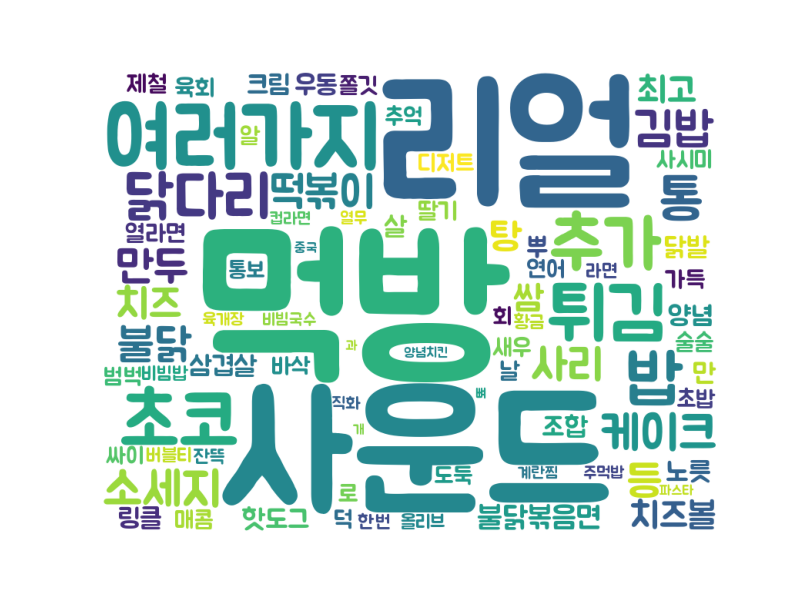 제철 육회 크림 우동 쫄깃 리얼 최고
여러가지 알 추억 김밥
디저트 사시미
닭다리 떡볶이 딸기 통
컵라면 열무 살
열라면 탕 뿌 추가 닭발
만두 통보 먹방 중국 연어 라면 가득
치즈 육개장 비빔국수 회 황금 쌈 튀김 양념
불닭 삼겹살 바삭 과 양념치킨 새우 술술
범벅 비빔밥 날 사리 밥 만
초코 직화 사운드 뼈 초밥
개 조합 케이크
싸이 버블티 잔뜩 도둑 계란찜 주먹밥 등 노릇
소세지 로 파스타
링클 매콤 핫도그 덕 한번 올리브 불닭볶음면 치즈볼